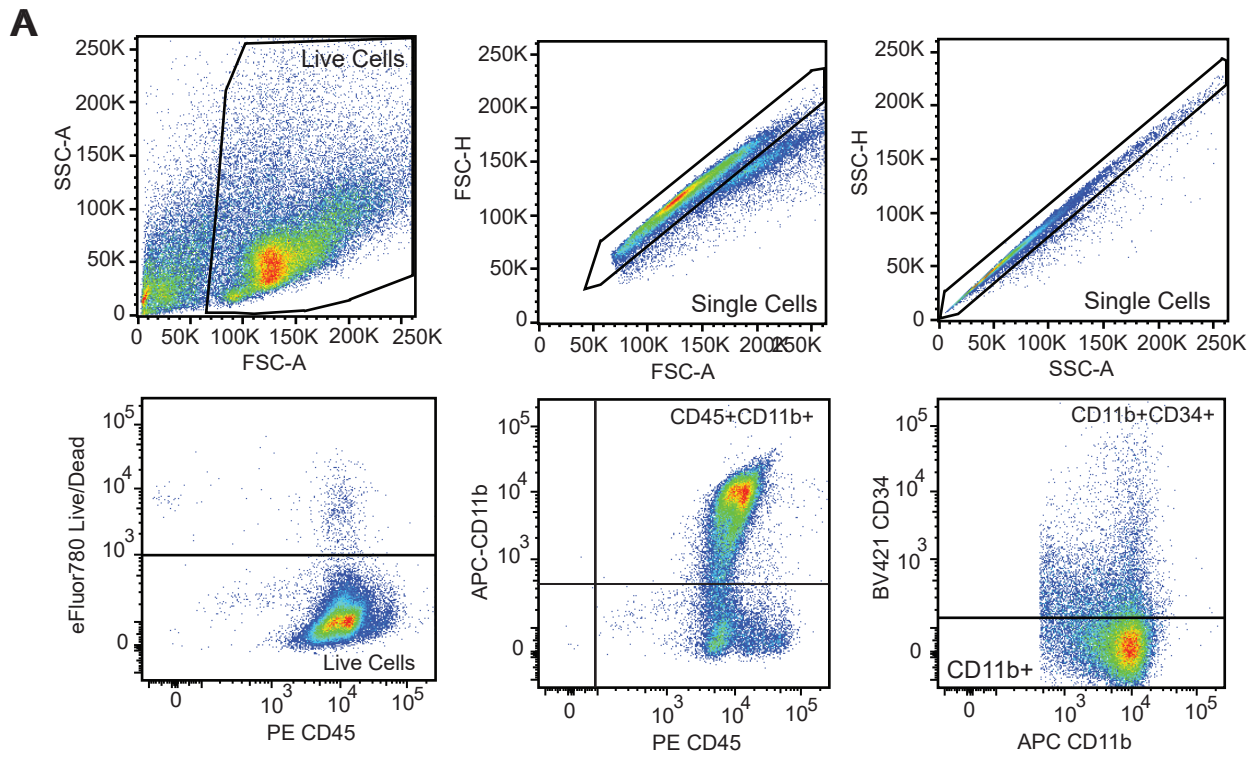 A
250K
200K
150K
100K
50K
0
SSC-A
Live Cells
0 50K 100K 150K 200K 250K
FSC-A
250K
200K
150K
100K
50K
0
FSC-H
Single Cells
0 50K 100K 150K 200K 250K
FSC-A
250K
200K
150K
100K
50K
0
SSC-H
Single Cells
0 50K 100K 150K 200K 250K
SSC-A
10^5
10^4
10^3
0
eFluor780 Live/Dead
Live Cells
0 10^3 10^4 10^5
PE CD45
10^5
10^4
10^3
0
APC-CD11b
CD45+CD11b+
0 10^3 10^4 10^5
PE CD45
10^5
10^4
10^3
0
BV421 CD34
CD11b+CD34+
CD11b+
0 10^3 10^4 10^5
APC CD11b